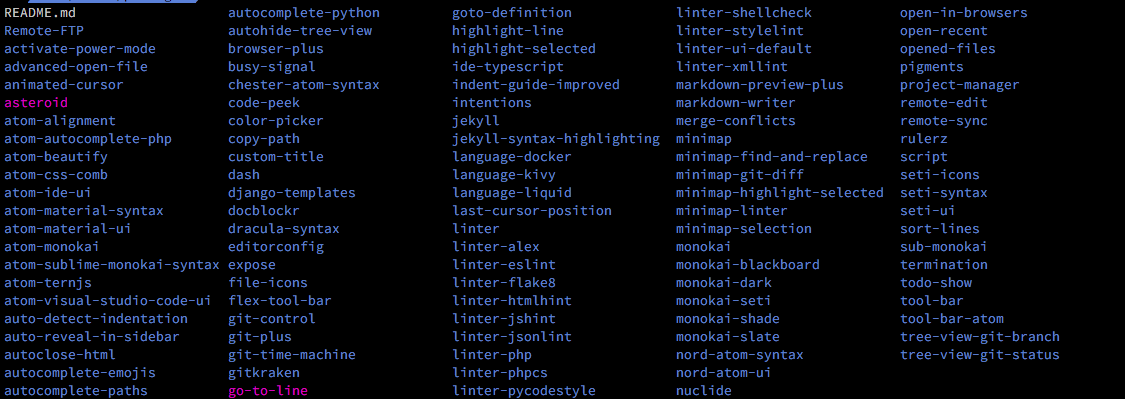 README.md autocomplete-python goto-definition linter-shellcheck open-in-browsers
Remote-FTP autohide-tree-view highlight-line linter-stylelint open-recent
activate-power-mode browser-plus highlight-selected linter-ui-default opened-files
advanced-open-file busy-signal ide-typescript linter-xmllint pigments
animated-cursor chester-atom-syntax indent-guide-improved markdown-preview-plus project-manager
asteroid code-peek intentions markdown-writer remote-edit
atom-alignment color-picker jekyll merge-conflicts remote-sync
atom-autocomplete-php copy-path jekyll-syntax-highlighting minimap rulerz
atom-beautify custom-title language-docker minimap-find-and-replace script
atom-css-comb dash language-kivy minimap-git-diff seti-icons
atom-ide-ui django-templates language-liquid minimap-highlight-selected seti-syntax
atom-material-syntax docblockr last-cursor-position minimap-linter seti-ui
atom-material-ui dracula-syntax linter minimap-selection sort-lines
atom-monokai editorconfig linter-alex monokai sub-monokai
atom-sublime-monokai-syntax expose linter-eslint monokai-blackboard termination
atom-ternjs file-icons linter-flake8 monokai-dark todo-show
atom-visual-studio-code-ui flex-tool-bar linter-htmlhint monokai-seti tool-bar
auto-detect-indentation git-control linter-jshint monokai-shade tool-bar-atom
auto-reveal-in-sidebar git-plus linter-jsonlint monokai-slate tree-view-git-branch
autoclose-html git-time-machine linter-php nord-atom-syntax tree-view-git-status
autocomplete-emojis gitkraken linter-phpcs nord-atom-ui
autocomplete-paths go-to-line linter-pycodestyle nuclide